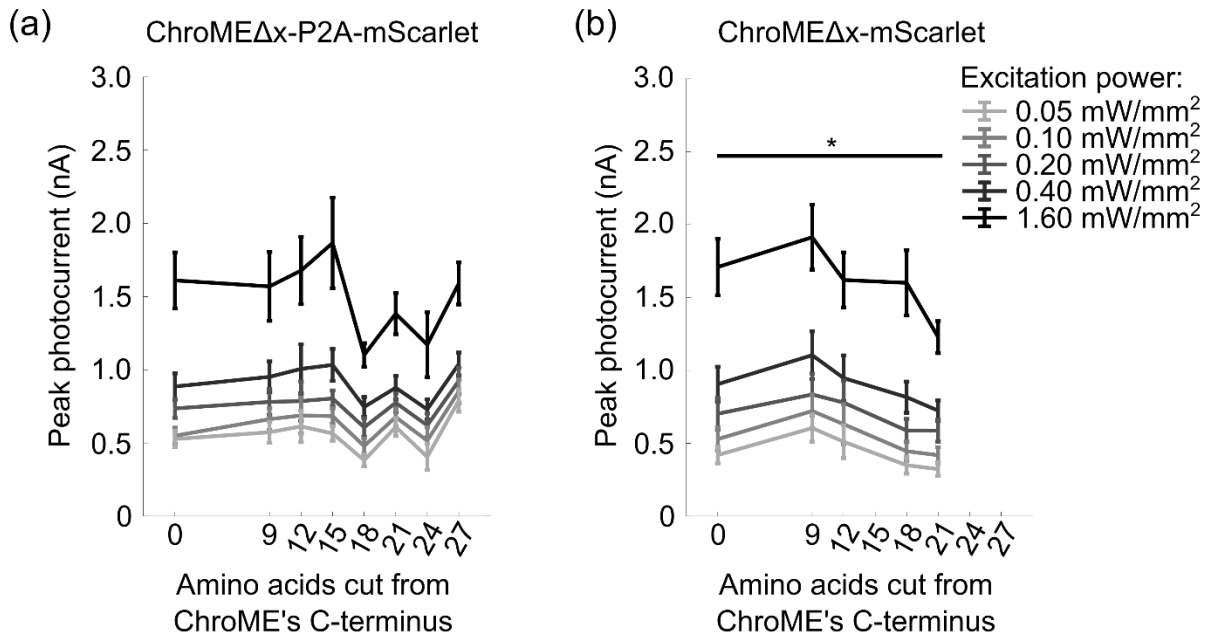 (a)
ChroMEΔx-P2A-mScarlet
3.0
2.5
2.0
1.5
1.0
0.5
0
Peak photocurrent (nA)
0 9 12 15 18 21 24 27
Amino acids cut from
ChroME's C-terminus
(b)
ChroMEΔx-mScarlet
3.0
2.5
2.0
1.5
1.0
0.5
0
Peak photocurrent (nA)
*
0 9 12 15 18 21 24 27
Amino acids cut from
ChroME's C-terminus
Excitation power:
0.05 mW/mm²
0.10 mW/mm²
0.20 mW/mm²
0.40 mW/mm²
1.60 mW/mm²